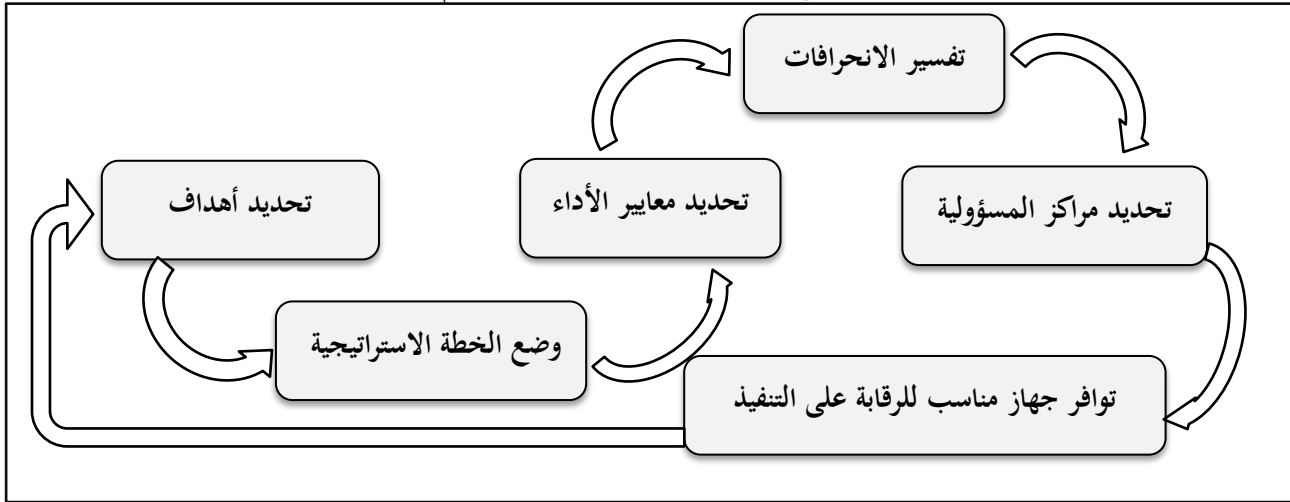 تفسير الانحرافات
تحديد أهداف
تحديد معايير الأداء
تحديد مراكز المسؤولية
وضع الخطة الاستراتيجية
توافر جهاز مناسب للرقابة على التنفيذ